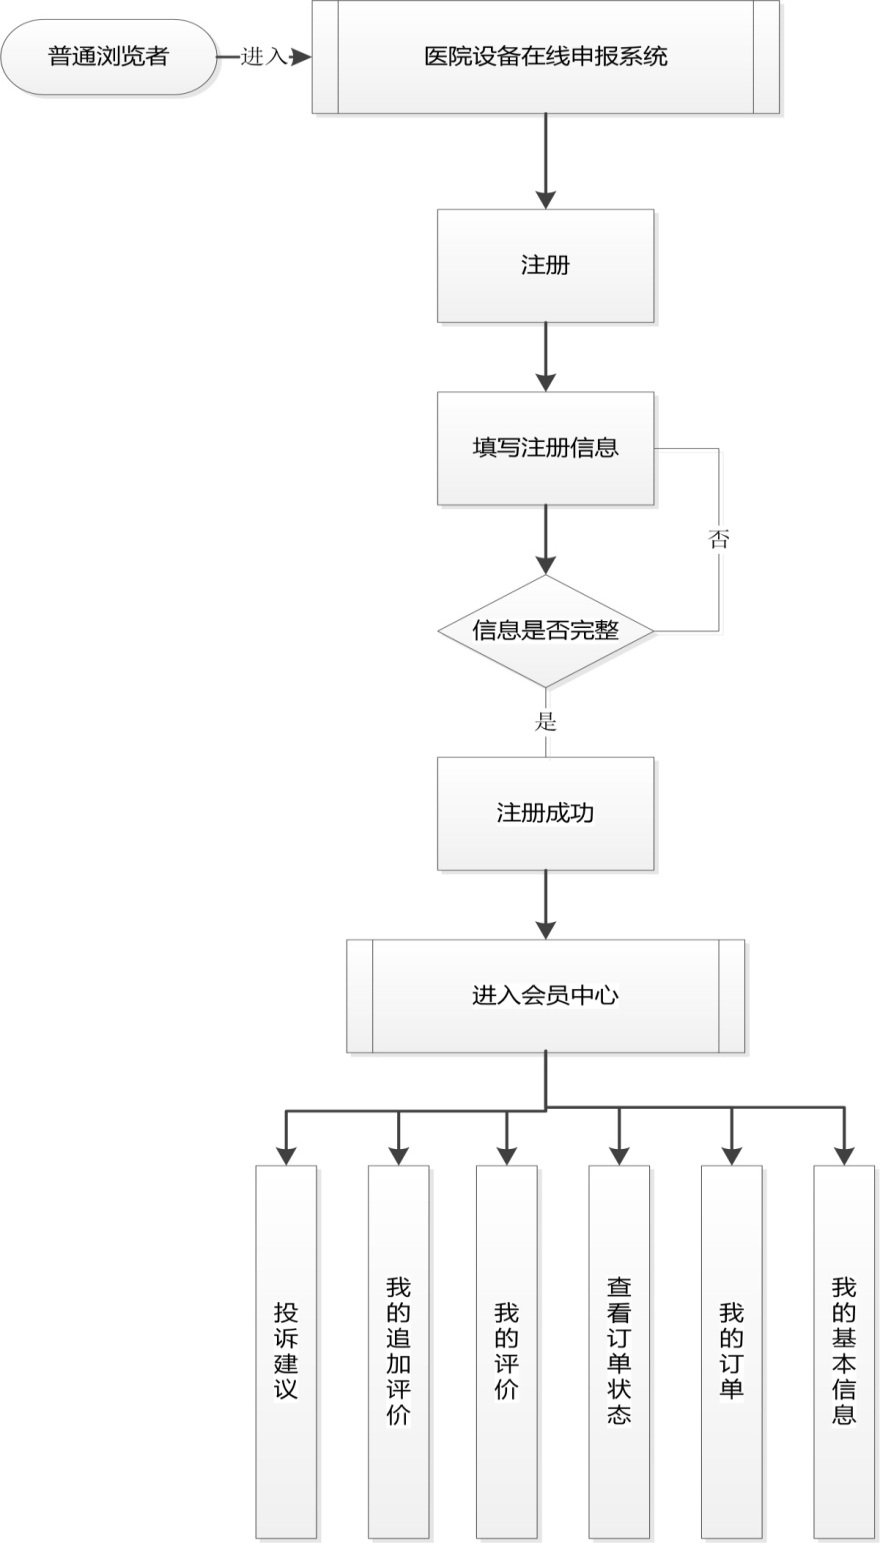 普通浏览者
进入
医院设备在线申报系统
注册
填写注册信息
否
信息是否完整
是
注册成功
进入会员中心
投诉建议
我的追加评价
我的评价
查看订单状态
我的订单
我的基本信息